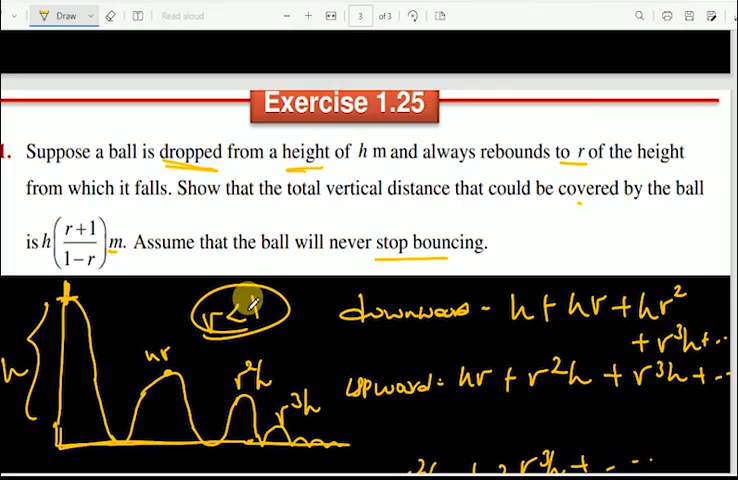 Draw
Read aloud
3 of 3
Exercise 1.25
1. Suppose a ball is dropped from a height of h m and always rebounds to r of the height
from which it falls. Show that the total vertical distance that could be covered by the ball
is h((r+1)/(1−r)) m. Assume that the ball will never stop bouncing.
r<1
downward - h + hr + hr²
+ r³h + ..
h
hr
r²h
r³h
upward = hr + r²h + r³h + - ..